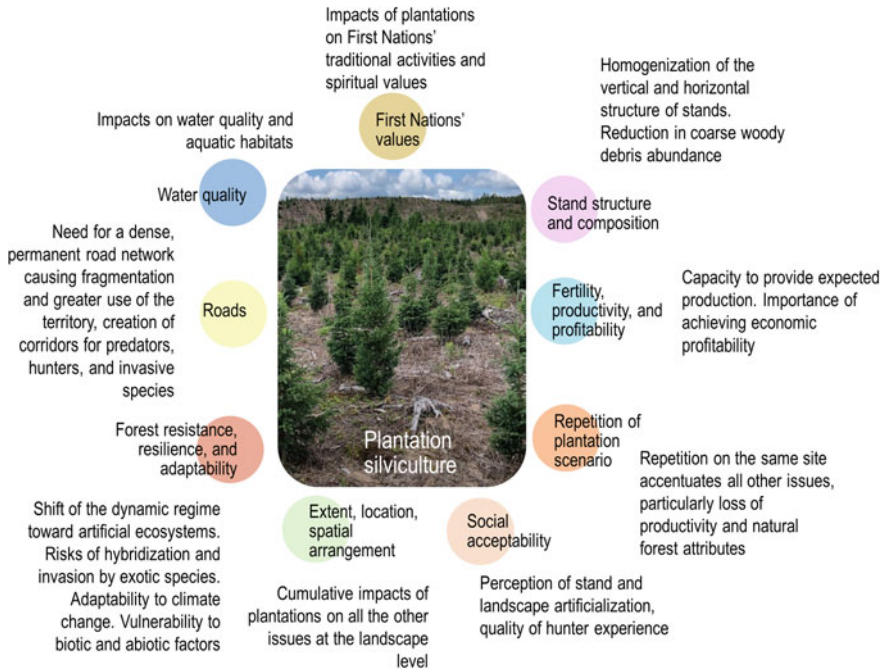 Impacts of plantations
on First Nations’
traditional activities and
spiritual values
First Nations’
values
Homogenization of the
vertical and horizontal
structure of stands.
Reduction in coarse woody
debris abundance
Stand structure
and composition
Fertility,
productivity, and
profitability
Capacity to provide expected
production. Importance of
achieving economic
profitability
Repetition of
plantation
scenario
Repetition on the same site
accentuates all other issues,
particularly loss of
productivity and natural
forest attributes
Social
acceptability
Perception of stand and
landscape artificialization,
quality of hunter experience
Extent, location,
spatial
arrangement
Cumulative impacts of
plantations on all the other
issues at the landscape
level
Forest resistance,
resilience, and
adaptability
Shift of the dynamic regime
toward artificial ecosystems.
Risks of hybridization and
invasion by exotic species.
Adaptability to climate
change. Vulnerability to
biotic and abiotic factors
Roads
Need for a dense,
permanent road network
causing fragmentation
and greater use of the
territory, creation of
corridors for predators,
hunters, and invasive
species
Water quality
Impacts on water quality and
aquatic habitats
Plantation
silviculture